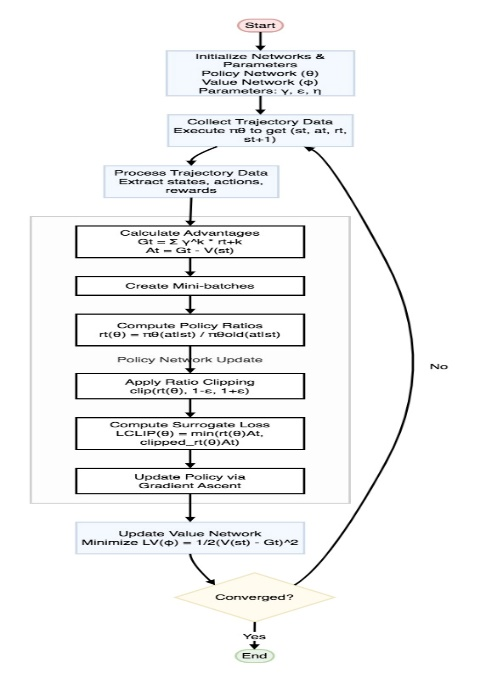 Start
Initialize Networks &
Parameters
Policy Network (θ)
Value Network (ϕ)
Parameters: γ, ε, η
Collect Trajectory Data
Execute πθ to get (st, at, rt,
st+1)
Process Trajectory Data
Extract states, actions,
rewards
Calculate Advantages
Gt = Σ γ^k * rt+k
At = Gt - V(st)
Create Mini-batches
Compute Policy Ratios
rt(θ) = πθ(at|st) / πθold(at|st)
Policy Network Update
Apply Ratio Clipping
clip(rt(θ), 1-ε, 1+ε)
Compute Surrogate Loss
LCLIP(θ) = min(rt(θ)At,
clipped_rt(θ)At)
Update Policy via
Gradient Ascent
Update Value Network
Minimize LV(ϕ) = 1/2(V(st) - Gt)^2
Converged?
No
Yes
End